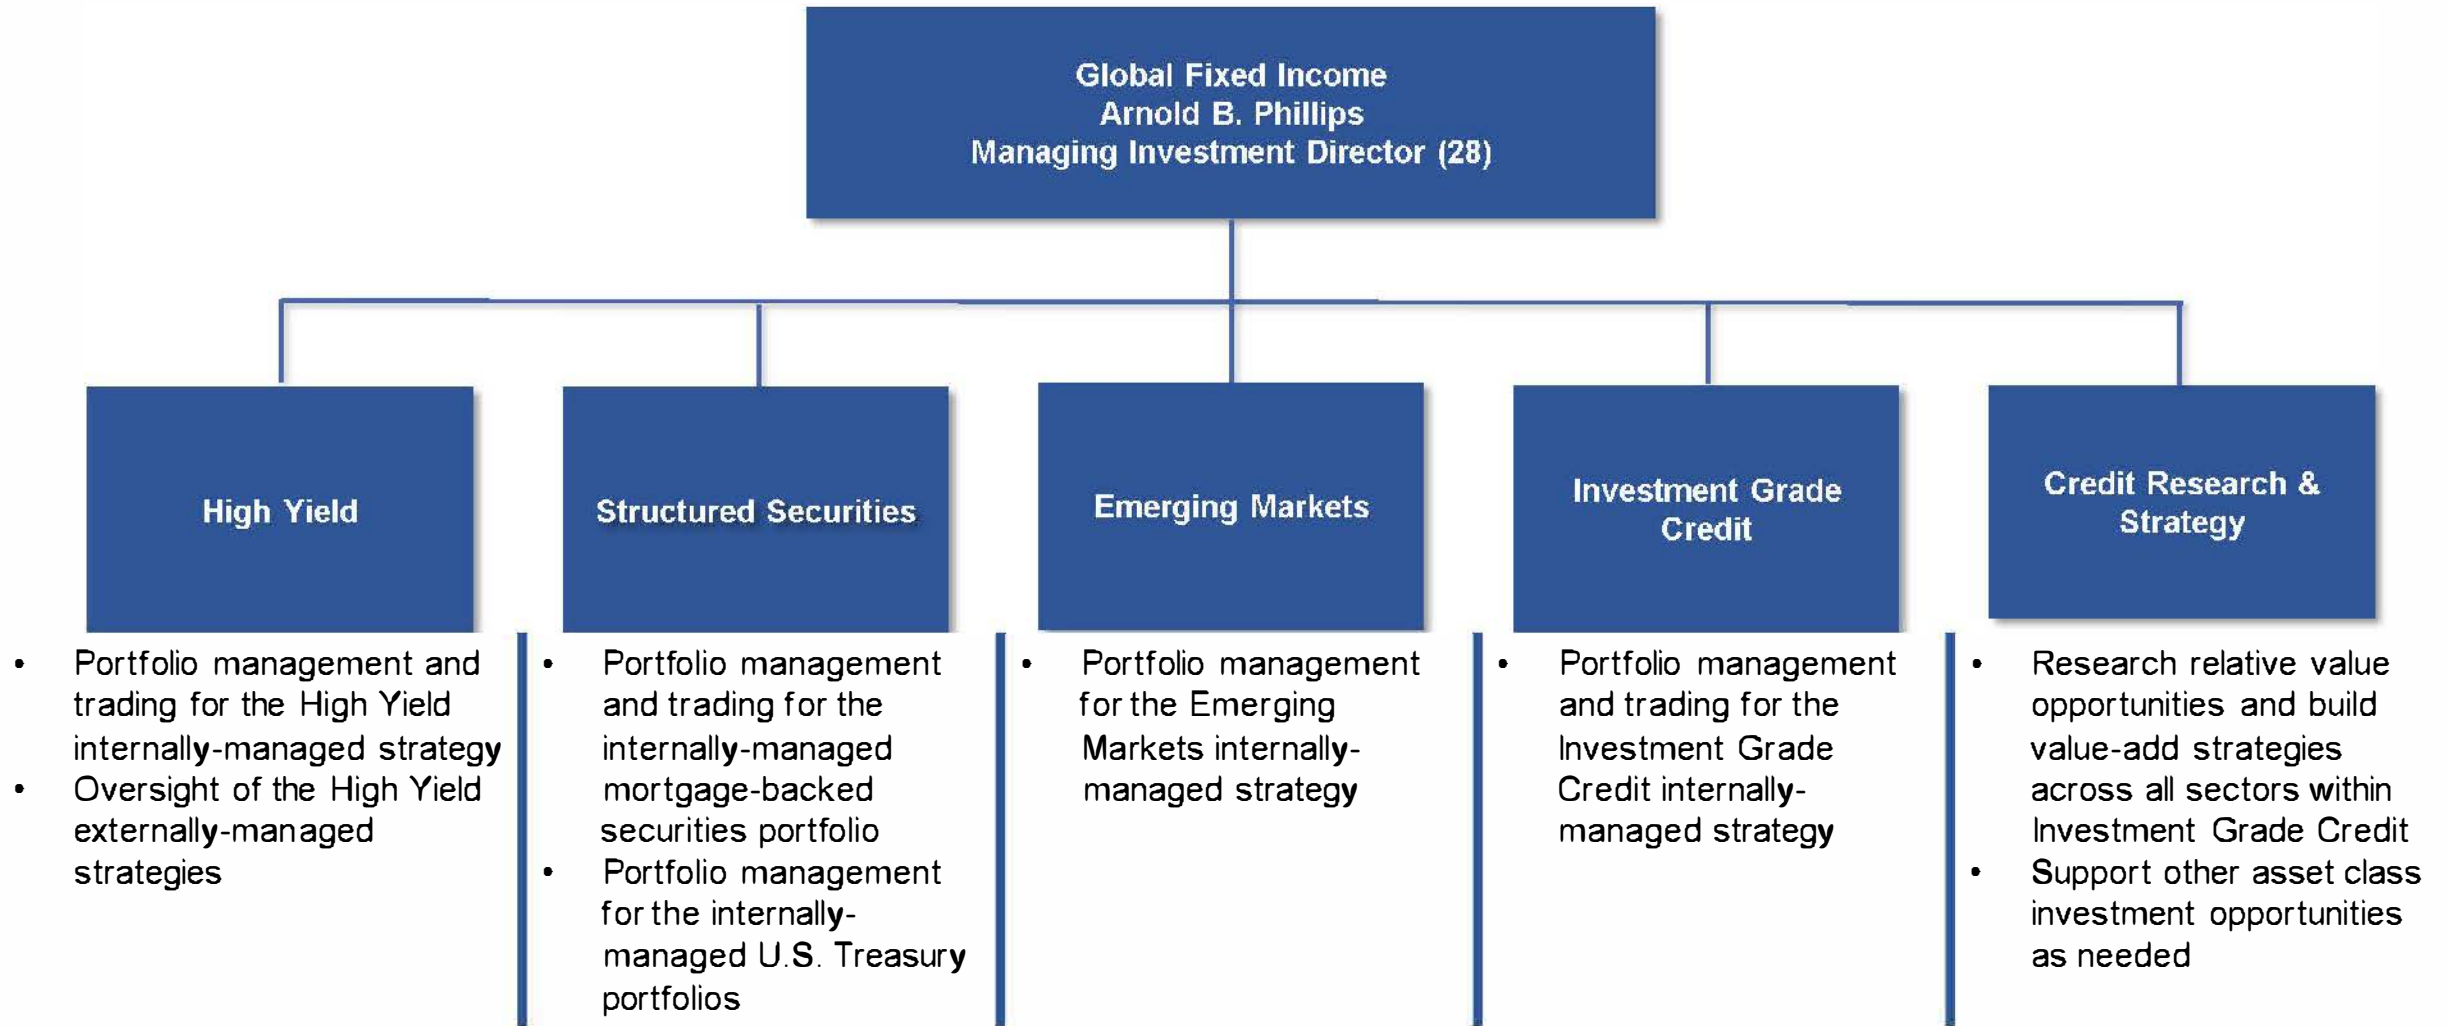 Global Fixed Income
Arnold B. Phillips
Managing Investment Director (28)
High Yield
Structured Securities
Emerging Markets
Investment Grade
Credit
Credit Research &
Strategy
• Portfolio management and
trading for the High Yield
internally-managed strategy
• Oversight of the High Yield
externally-managed
strategies
• Portfolio management
and trading for the
internally-managed
mortgage-backed
securities portfolio
• Portfolio management
for the internally-
managed U.S. Treasury
portfolios
• Portfolio management
for the Emerging
Markets internally-
managed strategy
• Portfolio management
and trading for the
Investment Grade
Credit internally-
managed strategy
• Research relative value
opportunities and build
value-add strategies
across all sectors within
Investment Grade Credit
• Support other asset class
investment opportunities
as needed